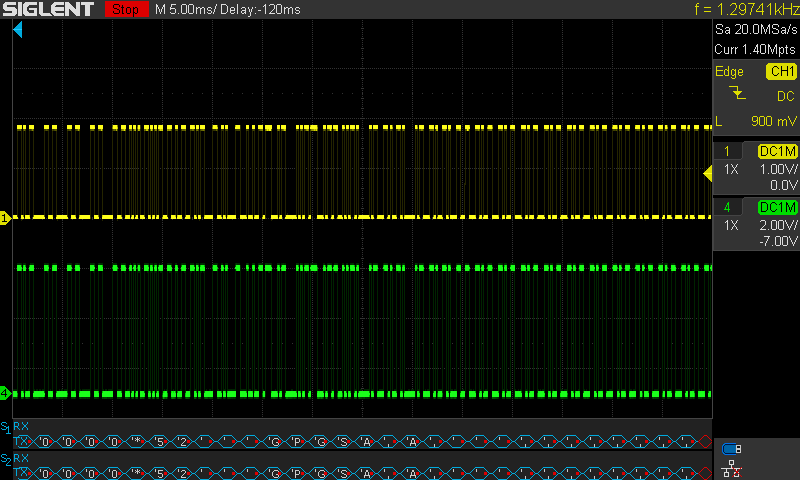 SIGLENT Stop M 5.00ms/ Delay:-120ms f = 1.29741kHz
Sa 20.0MSa/s
Curr 1.40Mpts
Edge CH1
DC
L 900 mV
1 DC1M
1X 1.00V/
0.0V
4 DC1M
1X 2.00V/
-7.00V
1
4
S1 RX
TX '0 '0 '0 '0 '* '5 '2 ' ' ' 'G 'P 'G 'S 'A ', 'A ', ', ', ', ', ', ', ', ', ', ',
S2 RX
TX '0 '0 '0 '0 '* '5 '2 ' ' ' 'G 'P 'G 'S 'A ', 'A ', ', ', ', ', ', ', ', ', ', ',